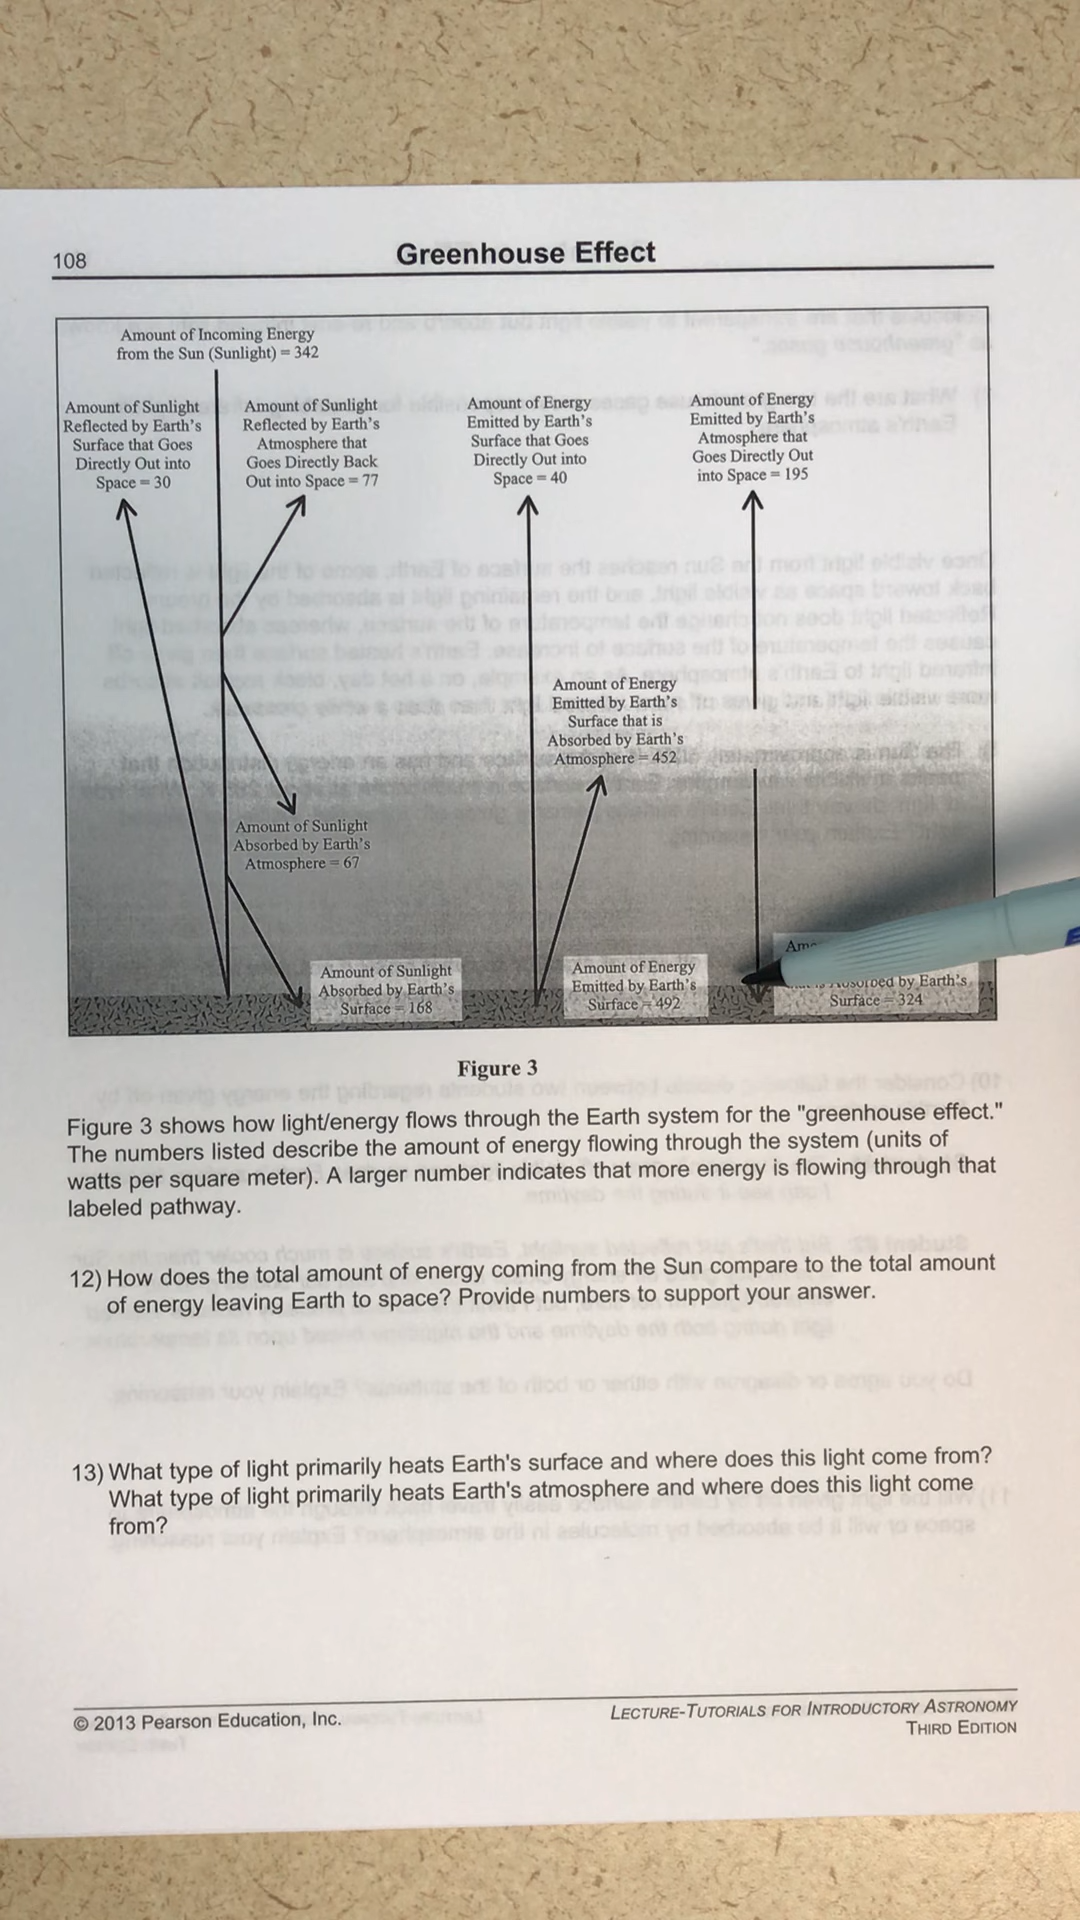 108
Greenhouse Effect
Amount of Incoming Energy
from the Sun (Sunlight) = 342
Amount of Sunlight
Reflected by Earth's
Surface that Goes
Directly Out into
Space = 30
Amount of Sunlight
Reflected by Earth's
Atmosphere that
Goes Directly Back
Out into Space = 77
Amount of Energy
Emitted by Earth's
Surface that Goes
Directly Out into
Space = 40
Amount of Energy
Emitted by Earth's
Atmosphere that
Goes Directly Out
into Space = 195
Amount of Energy
Emitted by Earth's
Surface that is
Absorbed by Earth's
Atmosphere = 452
Amount of Sunlight
Absorbed by Earth's
Atmosphere = 67
Amount of Sunlight
Absorbed by Earth's
Surface = 168
Amount of Energy
Emitted by Earth's
Surface = 492
by Earth's
Surface = 324
Figure 3
Figure 3 shows how light/energy flows through the Earth system for the "greenhouse effect."
The numbers listed describe the amount of energy flowing through the system (units of
watts per square meter). A larger number indicates that more energy is flowing through that
labeled pathway.
12) How does the total amount of energy coming from the Sun compare to the total amount
of energy leaving Earth to space? Provide numbers to support your answer.
13) What type of light primarily heats Earth's surface and where does this light come from?
What type of light primarily heats Earth's atmosphere and where does this light come
from?
© 2013 Pearson Education, Inc.
LECTURE-TUTORIALS FOR INTRODUCTORY ASTRONOMY
THIRD EDITION